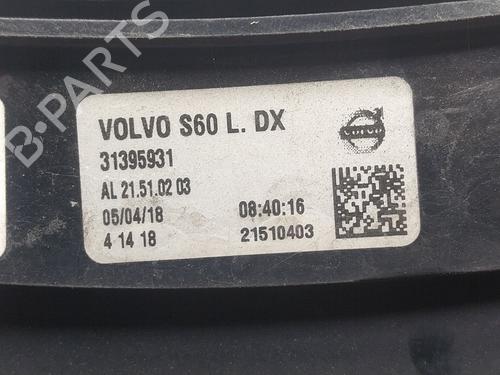 B-PARTS
VOLVO S60 L. DX
31395931
VOLVO
AL 21.51.02 03
05/04/18 08:40:16
4 14 18 21510403